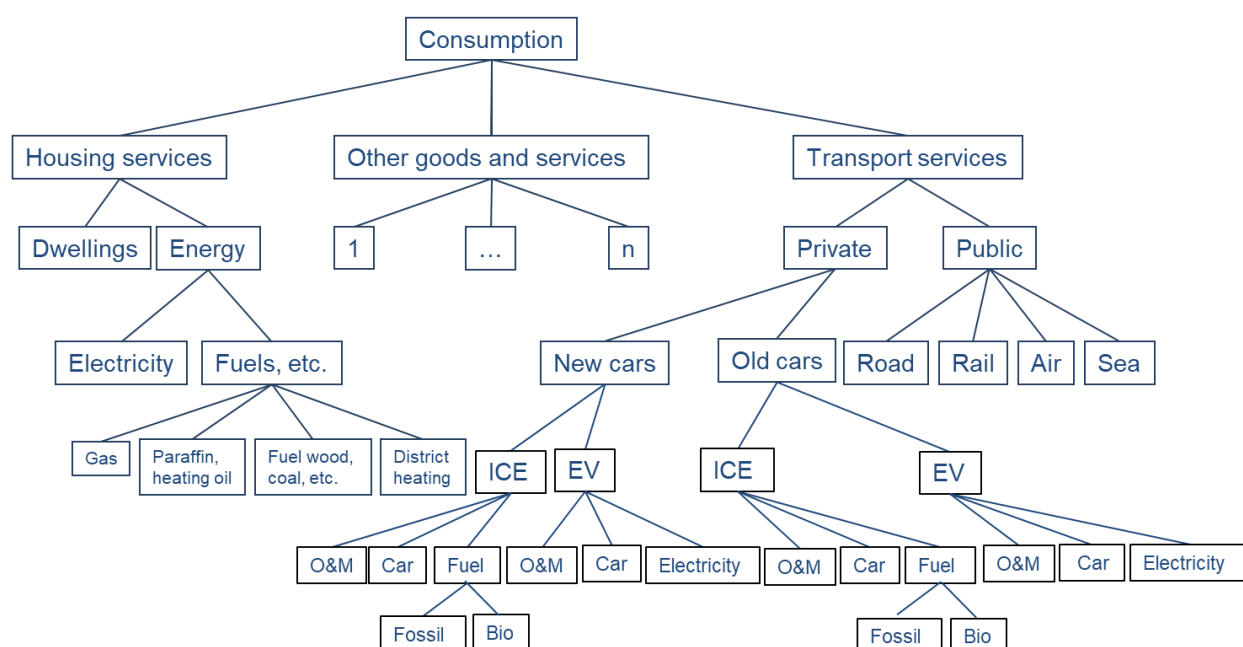 Consumption
Housing services
Other goods and services
Transport services
Dwellings
Energy
1
...
n
Private
Public
Electricity
Fuels, etc.
New cars
Old cars
Road
Rail
Air
Sea
Gas
Paraffin,
heating oil
Fuel wood,
coal, etc.
District
heating
ICE
EV
ICE
EV
O&M
Car
Fuel
O&M
Car
Electricity
O&M
Car
Fuel
O&M
Car
Electricity
Fossil
Bio
Fossil
Bio